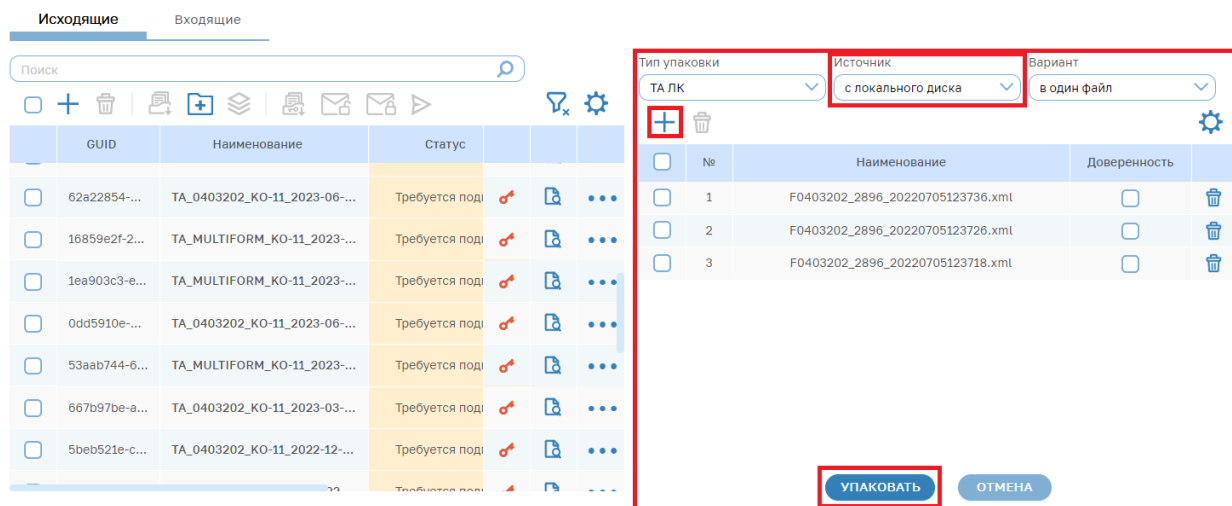 Исходящие Входящие
Поиск
GUID Наименование Статус
62a22854-... TA_0403202_KO-11_2023-06-... Требуется подп
16859e2f-2... TA_MULTIFORM_KO-11_2023-... Требуется подп
1ea903c3-e... TA_MULTIFORM_KO-11_2023-... Требуется подп
0dd5910e-... TA_0403202_KO-11_2023-06-... Требуется подп
53aab744-6... TA_MULTIFORM_KO-11_2023-... Требуется подп
667b97be-a... TA_0403202_KO-11_2023-03-... Требуется подп
5beb521e-c... TA_0403202_KO-11_2022-12-... Требуется подп
Тип упаковки Источник Вариант
ТА ЛК с локального диска в один файл
№ Наименование Доверенность
1 F0403202_2896_20220705123736.xml
2 F0403202_2896_20220705123726.xml
3 F0403202_2896_20220705123718.xml
УПАКОВАТЬ ОТМЕНА